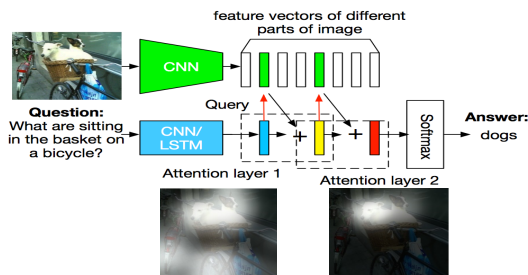 feature vectors of different
parts of image
CNN
Question:
What are sitting
in the basket on
a bicycle?
Query
CNN/
LSTM
+
+
Softmax
Answer:
dogs
Attention layer 1
Attention layer 2